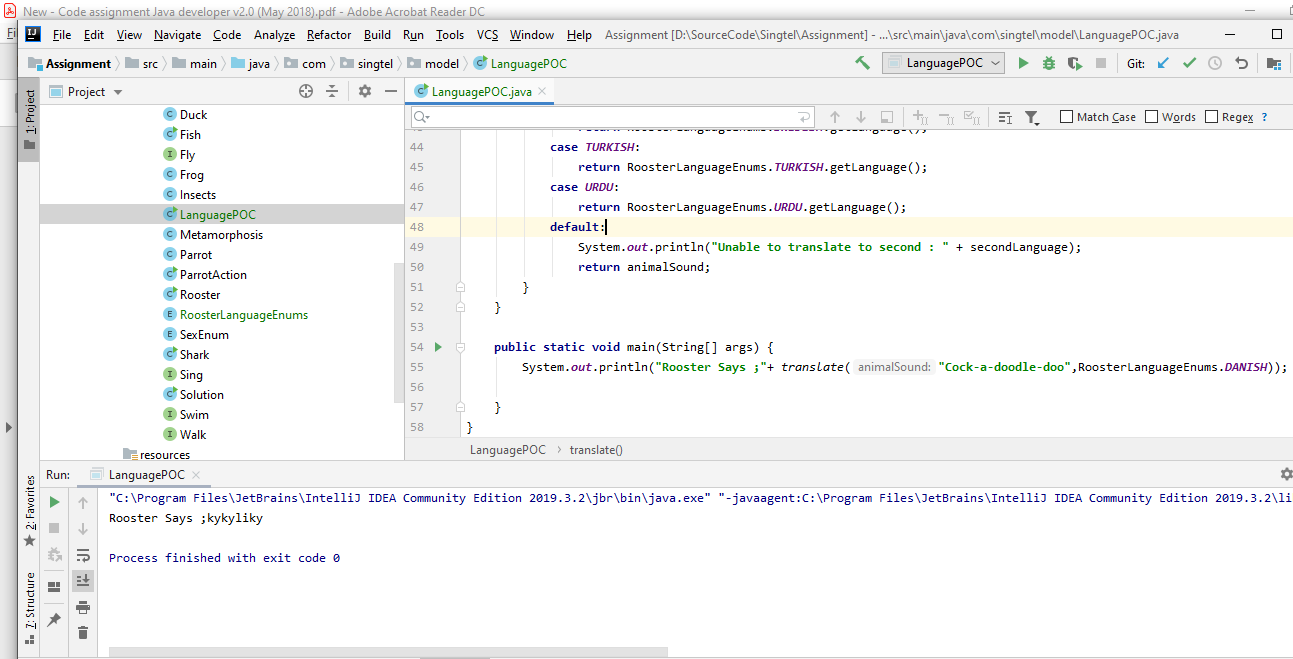 New - Code assignment Java developer v2.0 (May 2018).pdf - Adobe Acrobat Reader DC
Fi
File Edit View Navigate Code Analyze Refactor Build Run Tools VCS Window Help Assignment [D:\SourceCode\Singtel\Assignment] - ...\src\main\java\com\singtel\model\LanguagePOC.java
Assignment src main java com singtel model LanguagePOC LanguagePOC Git:
1: Project
Project
LanguagePOC.java
Match Case Words Regex ?
Duck
Fish
Fly
Frog
Insects
LanguagePOC
Metamorphosis
Parrot
ParrotAction
Rooster
RoosterLanguageEnums
SexEnum
Shark
Sing
Solution
Swim
Walk
resources
44 case TURKISH:
45 return RoosterLanguageEnums.TURKISH.getLanguage();
46 case URDU:
47 return RoosterLanguageEnums.URDU.getLanguage();
48 default:
49 System.out.println("Unable to translate to second : " + secondLanguage);
50 return animalSound;
51 }
52 }
53
54 public static void main(String[] args) {
55 System.out.println("Rooster Says ;"+ translate( animalSound: "Cock-a-doodle-doo",RoosterLanguageEnums.DANISH));
56
57 }
58 }
LanguagePOC translate()
Run: LanguagePOC
2: Favorites
7: Structure
"C:\Program Files\JetBrains\IntelliJ IDEA Community Edition 2019.3.2\jbr\bin\java.exe" "-javaagent:C:\Program Files\JetBrains\IntelliJ IDEA Community Edition 2019.3.2\li
Rooster Says ;kykyliky
Process finished with exit code 0